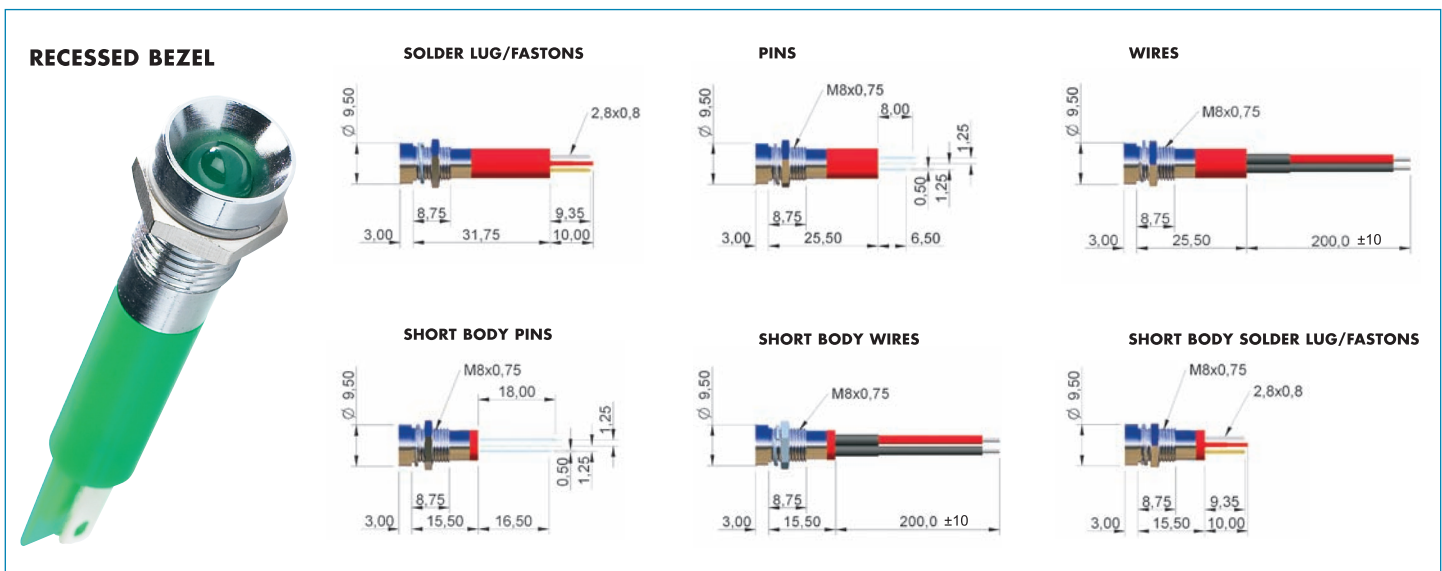 RECESSED BEZEL
SOLDER LUG/FASTONS
Ø 9,50
2,8x0,8
8,75
9,35
3,00
31,75
10,00
PINS
Ø 9,50
M8x0,75
8,00
1,25
0,50
1,25
8,75
3,00
25,50
6,50
WIRES
Ø 9,50
M8x0,75
8,75
3,00
25,50
200,0 ±10
SHORT BODY PINS
Ø 9,50
M8x0,75
18,00
1,25
0,50
1,25
8,75
3,00
15,50
16,50
SHORT BODY WIRES
Ø 9,50
M8x0,75
8,75
3,00
15,50
200,0 ±10
SHORT BODY SOLDER LUG/FASTONS
Ø 9,50
M8x0,75
2,8x0,8
8,75
9,35
3,00
15,50
10,00